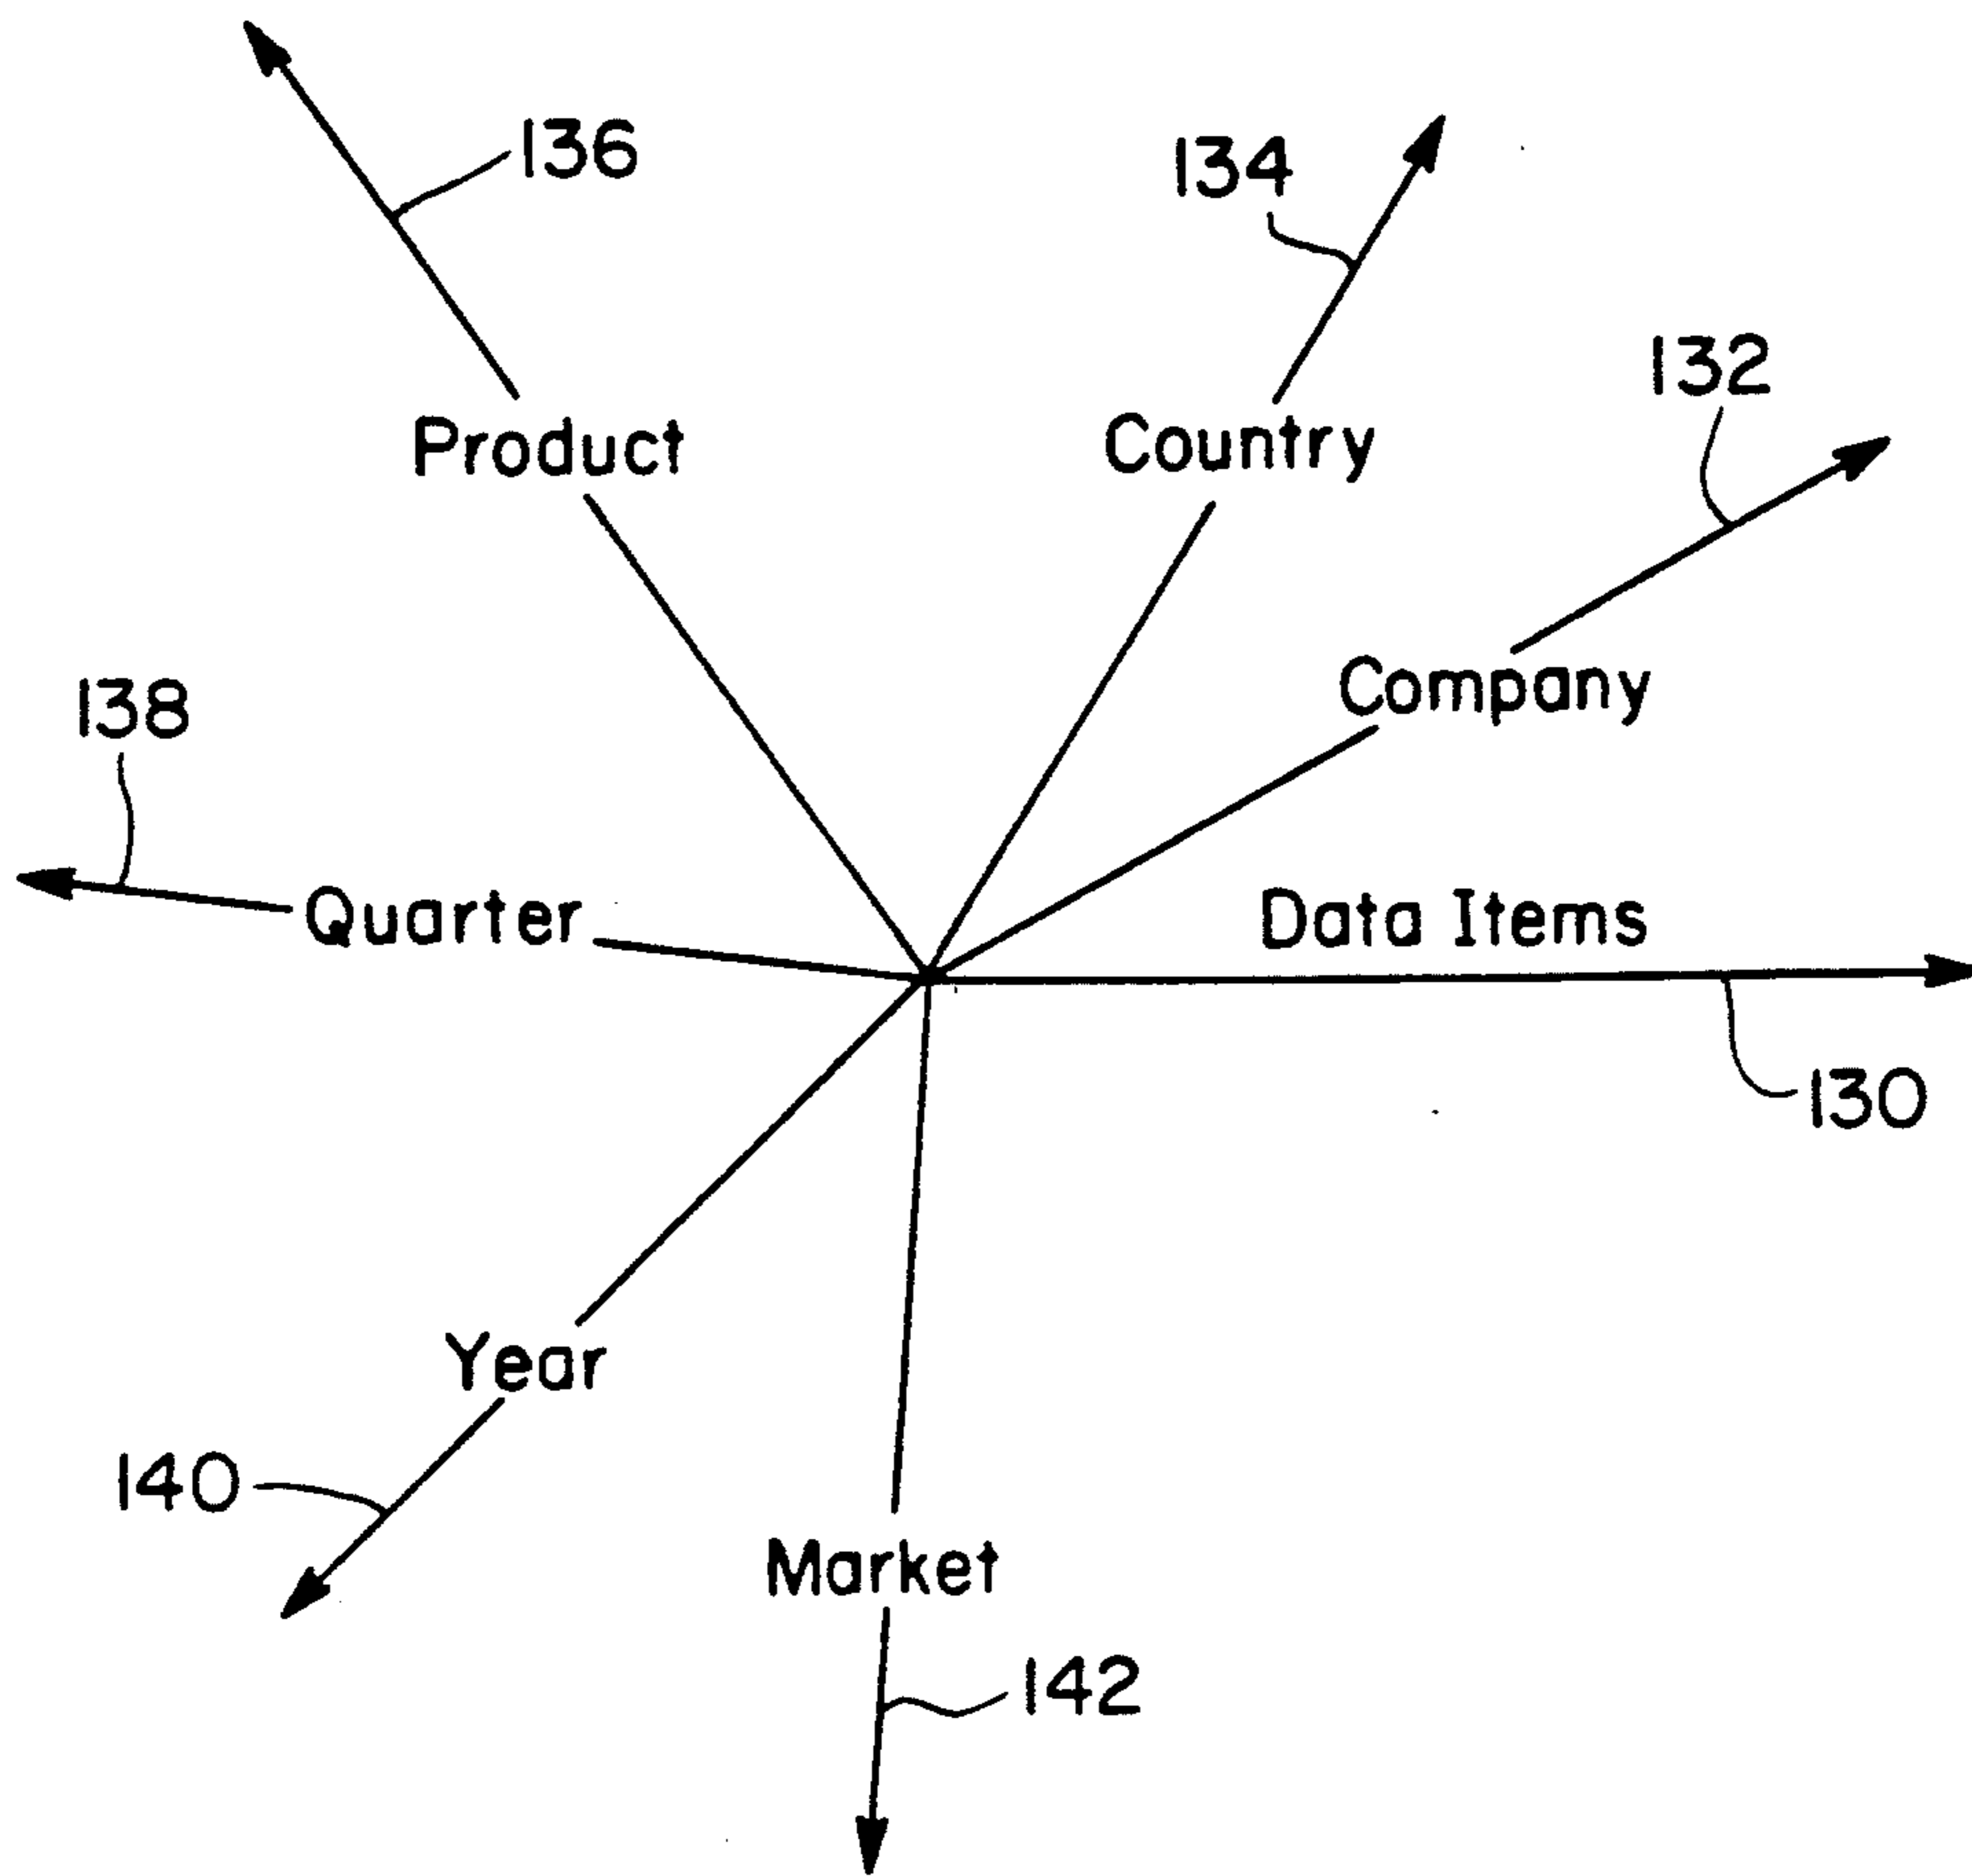 136
134
132
Product
Country
138
Company
Quarter
Data Items
130
Year
140
Market
142